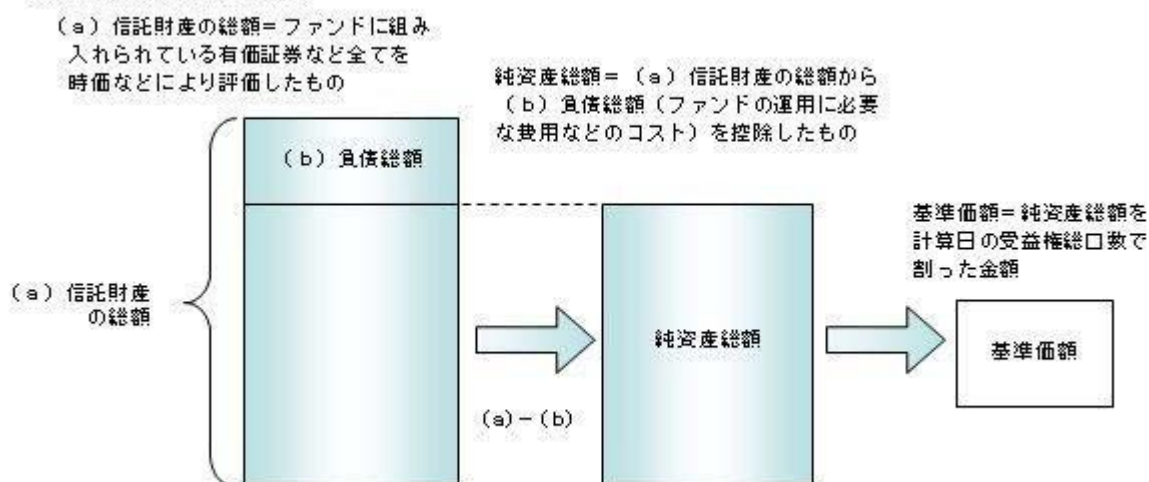 (a)信託財産の総額=ファンドに組み
入れられている有価証券など全てを
時価などにより評価したもの
純資産総額=(a)信託財産の総額から
(b)負債総額(ファンドの運用に必要
な費用などのコスト)を控除したもの
(b)負債総額
基準価額=純資産総額を
計算日の受益権総口数で
割った金額
(a)信託財産
の総額
純資産総額
基準価額
(a)-(b)